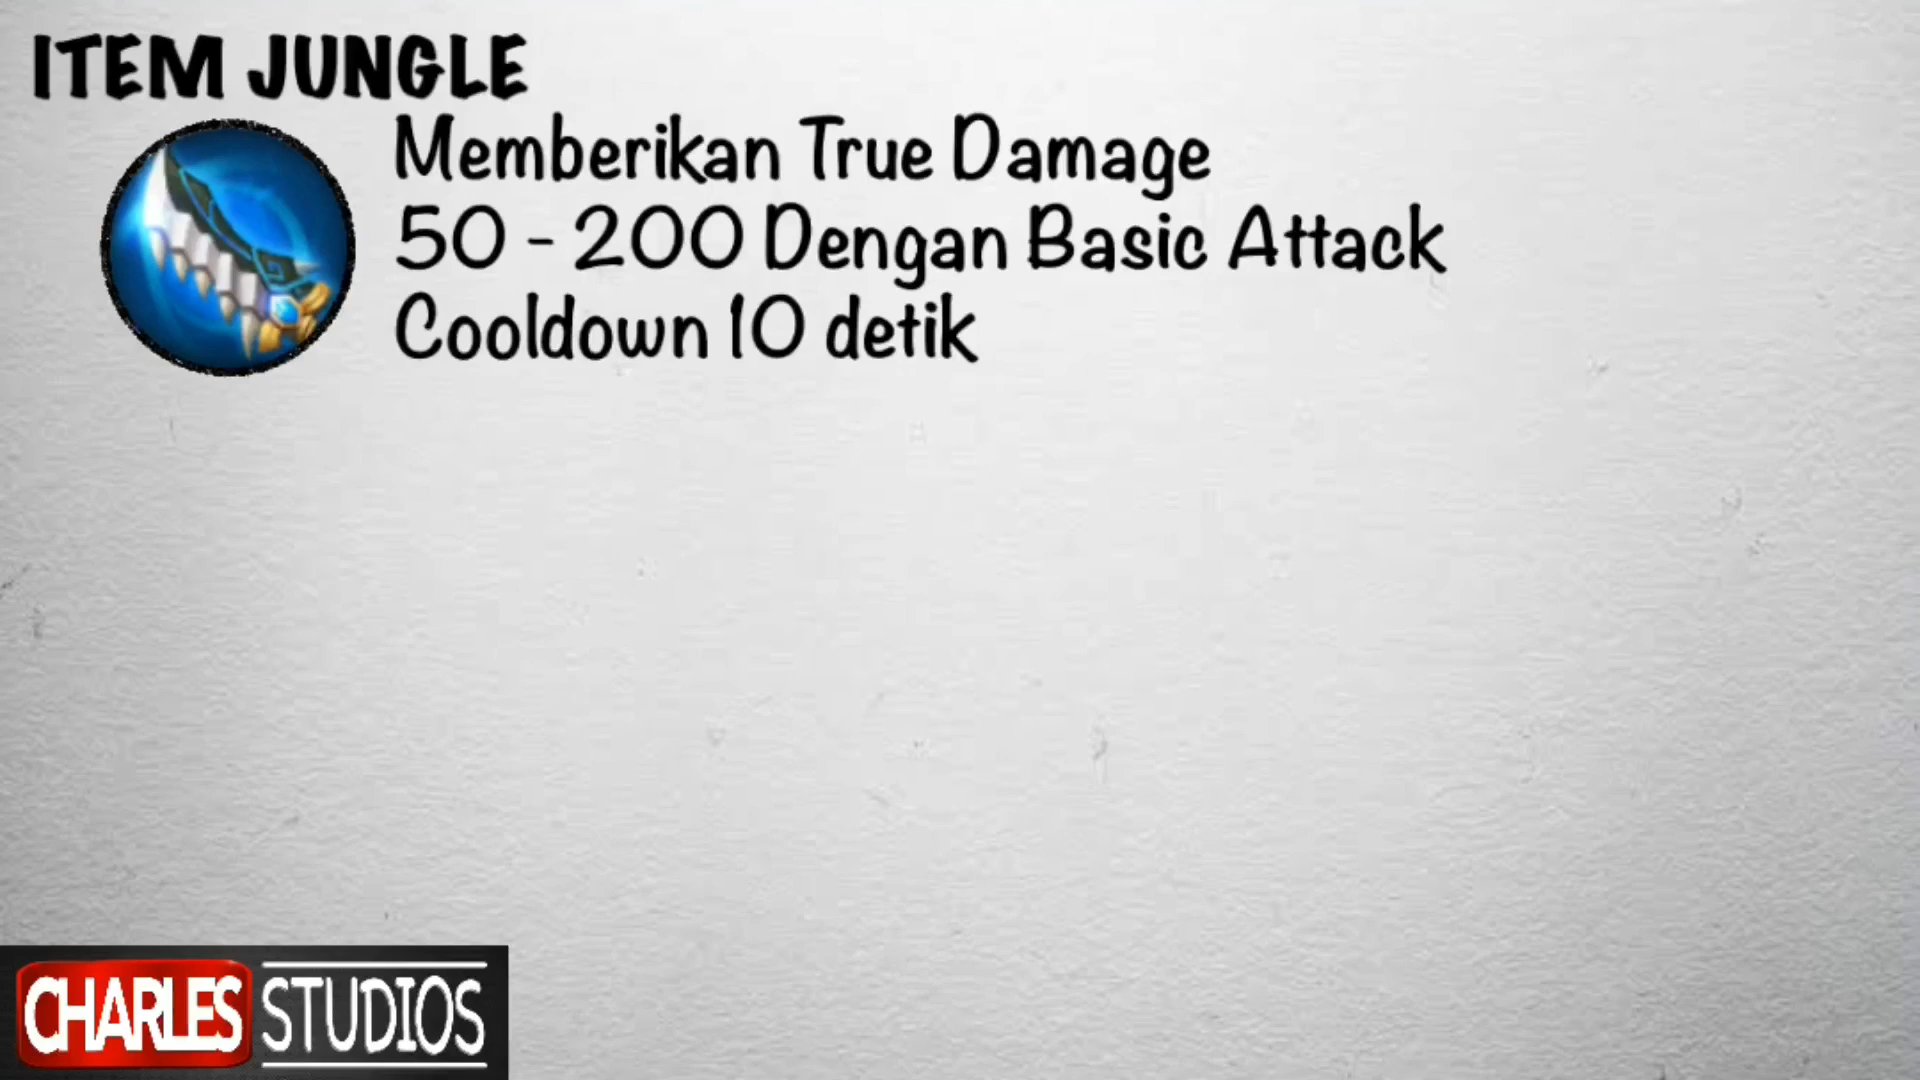 ITEM JUNGLE
Memberikan True Damage
50 - 200 Dengan Basic Attack
Cooldown 10 detik
CHARLES STUDIOS